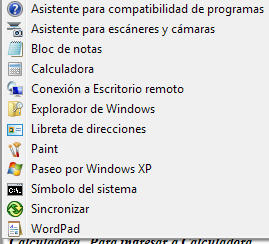 Asistente para compatibilidad de programas
Asistente para escáneres y cámaras
Bloc de notas
Calculadora
Conexión a Escritorio remoto
Explorador de Windows
Libreta de direcciones
Paint
Paseo por Windows XP
Símbolo del sistema
C:\
Sincronizar
WordPad
Calculadora. Para ingresar a Calculadora